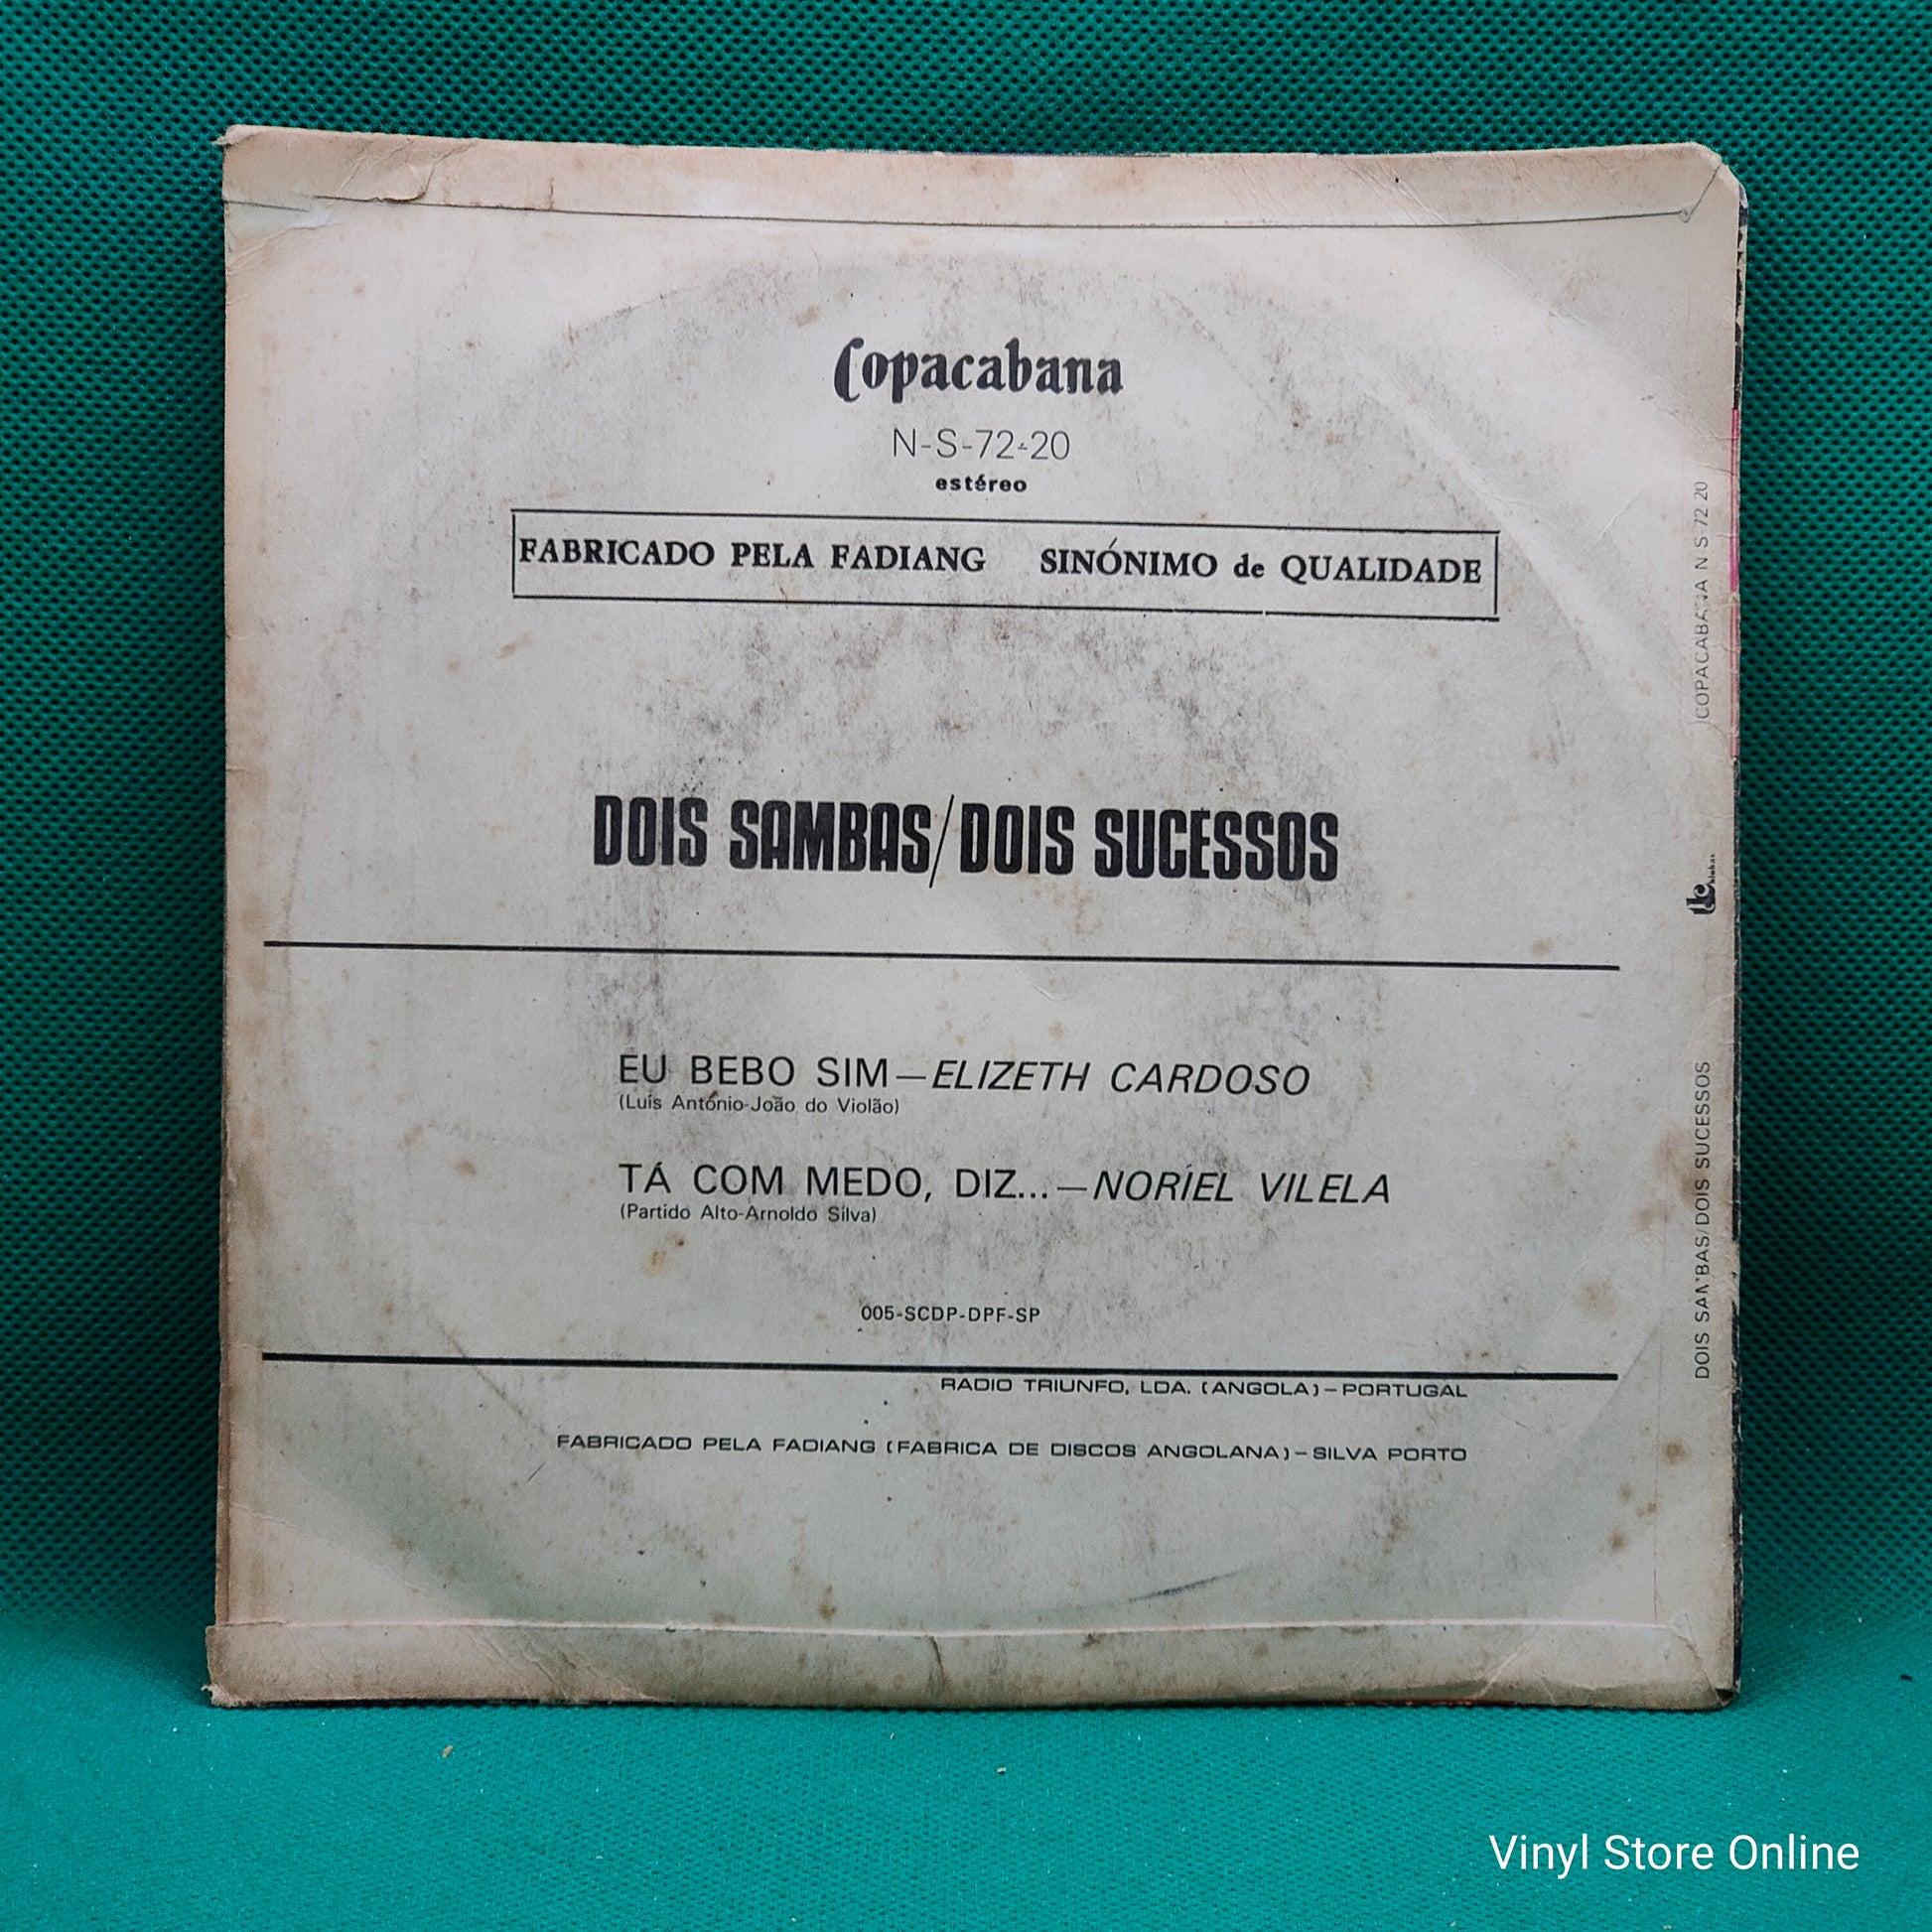 Copacabana
N-S-72-20
estéreo
FABRICADO PELA FADIANG SINÓNIMO de QUALIDADE
DOIS SAMBAS/DOIS SUCESSOS
EU BEBO SIM—ELIZETH CARDOSO
(Luís António-João do Violão)
TÁ COM MEDO, DIZ...—NORIEL VILELA
(Partido Alto-Arnoldo Silva)
005-SCDP-DPF-SP
RADIO TRIUNFO, LDA. (ANGOLA)—PORTUGAL
FABRICADO PELA FADIANG (FABRICA DE DISCOS ANGOLANA)—SILVA PORTO
DOIS SAMBAS/DOIS SUCESSOS
COPACABANA N S 72 20
Vinyl Store Online